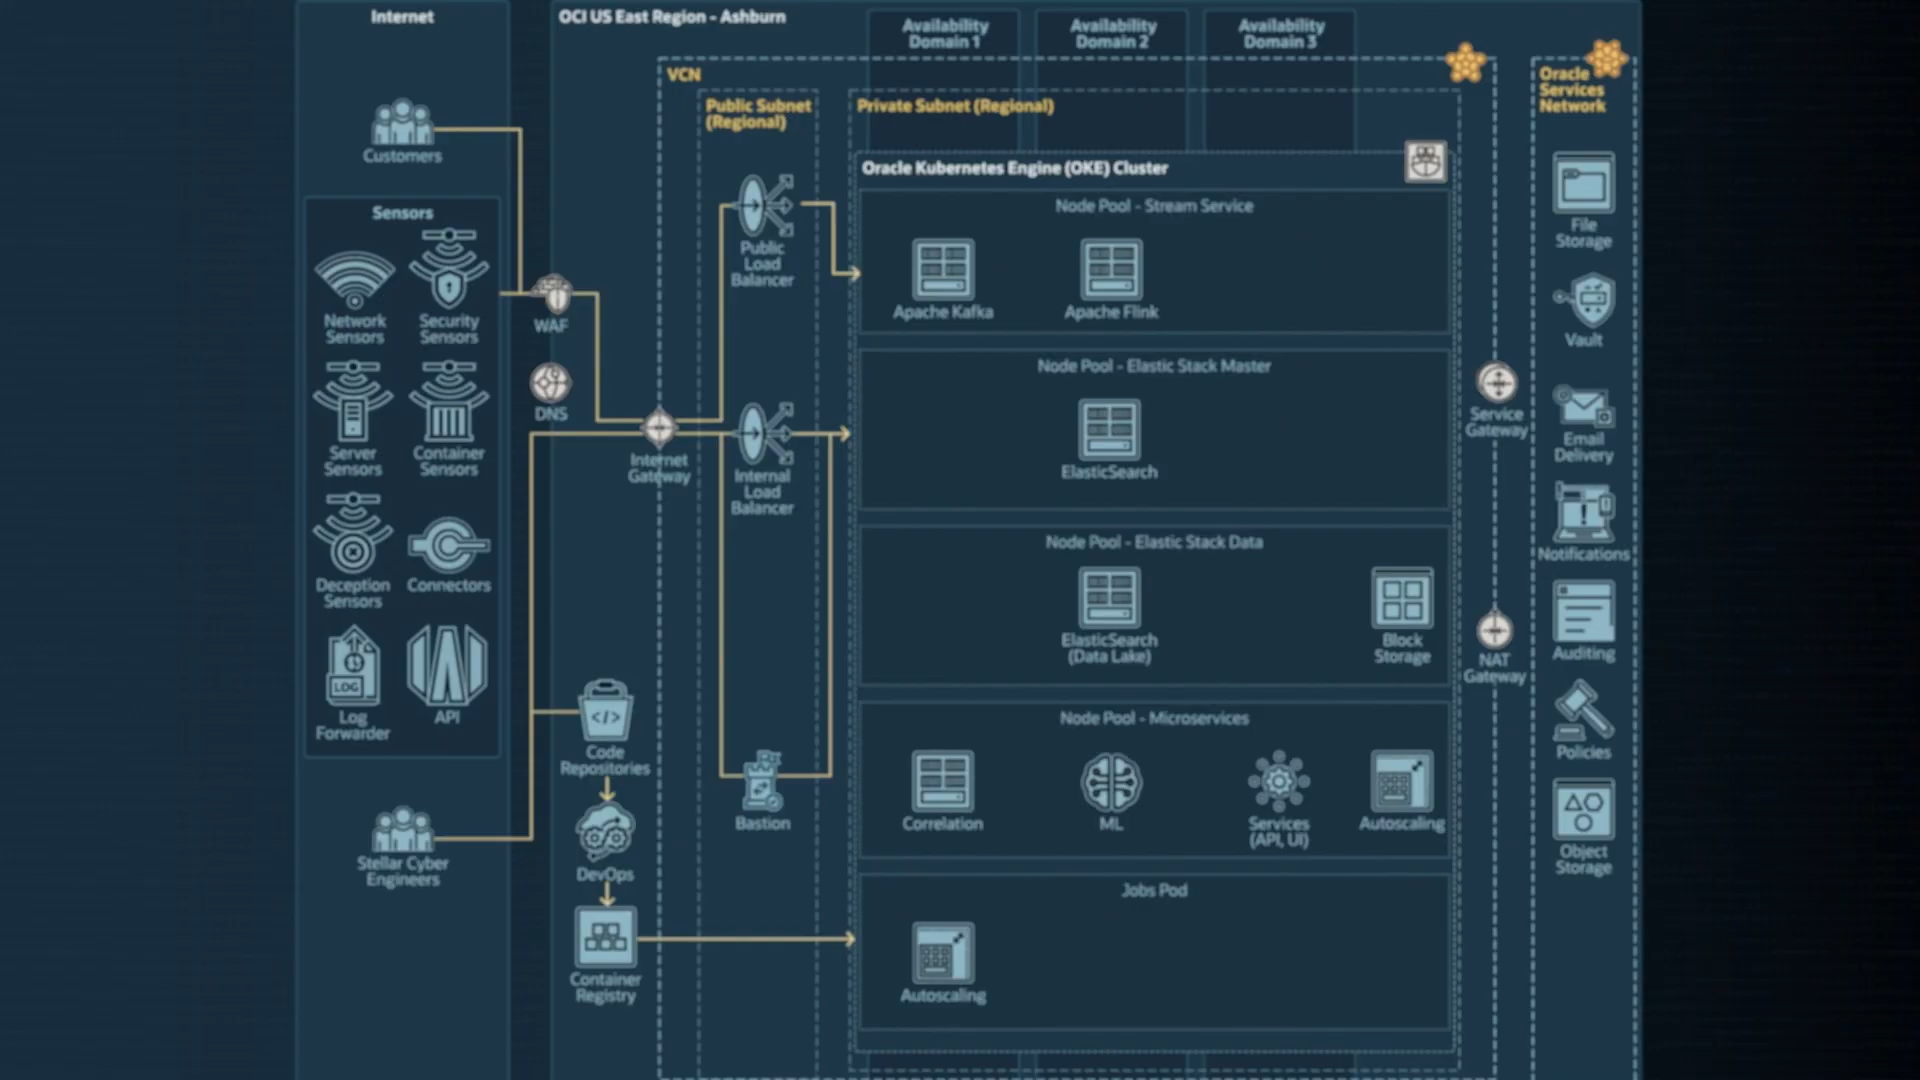 Internet
OCI US East Region - Ashburn
Availability
Domain 1
Availability
Domain 2
Availability
Domain 3
VCN
Oracle
Services
Network
Public Subnet
(Regional)
Private Subnet (Regional)
Customers
Oracle Kubernetes Engine (OKE) Cluster
Sensors
Network
Sensors
Security
Sensors
Server
Sensors
Container
Sensors
Deception
Sensors
Connectors
LOG
Log
Forwarder
API
Stellar Cyber
Engineers
WAF
DNS
Internet
Gateway
Code
Repositories
DevOps
Container
Registry
Public
Load
Balancer
Internal
Load
Balancer
Bastion
Node Pool - Stream Service
Apache Kafka
Apache Flink
Node Pool - Elastic Stack Master
ElasticSearch
Node Pool - Elastic Stack Data
ElasticSearch
(Data Lake)
Block
Storage
Node Pool - Microservices
Correlation
ML
Services
(API, UI)
Autoscaling
Jobs Pod
Autoscaling
Service
Gateway
NAT
Gateway
File
Storage
Vault
Email
Delivery
Notifications
Auditing
Policies
Object
Storage